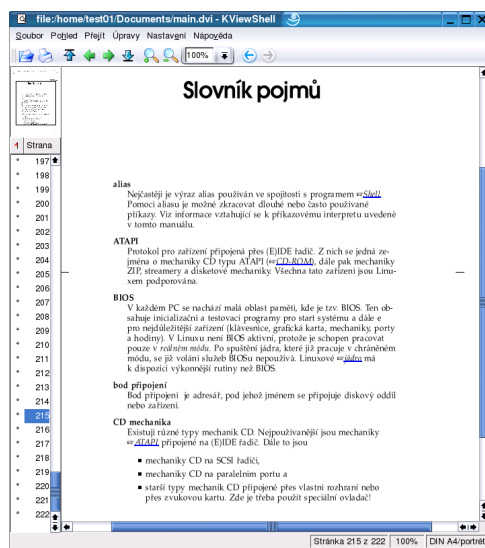 file:/home/test01/Documents/main.dvi - KViewShell
Soubor Pohled Přejít Úpravy Nastavení Nápověda
100%
Slovník pojmů
1 Strana
197
198
199
200
201
202
203
204
205
206
207
208
209
210
211
212
213
214
215
216
217
218
219
220
221
222
alias
Nejčastěji je výraz alias používán ve spojitosti s programem ⇨Shell.
Pomocí aliasu je možné zkracovat dlouhé nebo často používané
příkazy. Viz informace vztahující se k příkazovému interpretu uvedené
v tomto manuálu.
ATAPI
Protokol pro zařízení připojená přes (E)IDE řadič. Z nich se jedná ze-
jména o mechaniky CD typu ATAPI (⇨CD-ROM), dále pak mechaniky
ZIP, streamery a disketové mechaniky. Všechna tato zařízení jsou Linu-
xem podporována.
BIOS
V každém PC se nachází malá oblast paměti, kde je tzv. BIOS. Ten ob-
sahuje inicializační a testovací programy pro start systému a dále e
pro nejdůležitější zařízení (klávesnice, grafická karta, mechaniky, porty
a hodiny). V Linuxu není BIOS aktivní, protože je schopen pracovat
pouze v reálném módu. Po spuštění jádra, které již pracuje v chráněném
módu, se již volání služeb BIOSu nepoužívá. Linuxové ⇨jádra má
k dispozici výkonnější rutiny než BIOS.
bod připojení
Bod připojení je adresář, pod jehož jménem se připojuje diskový oddíl
nebo zařízení.
CD mechanika
Existují různé typy mechanik CD. Nejpoužívanější jsou mechaniky
⇨ATAPI připojené na (E)IDE řadič. Dále to jsou
■ mechaniky CD na SCSI řadiči,
■ mechaniky CD na paralelním portu a
■ starší typy mechanik CD připojené přes vlastní rozhraní nebo
přes zvukovou kartu. Zde je třeba použít speciální ovladač!
Stránka 215 z 222 100% DIN A4/portrét